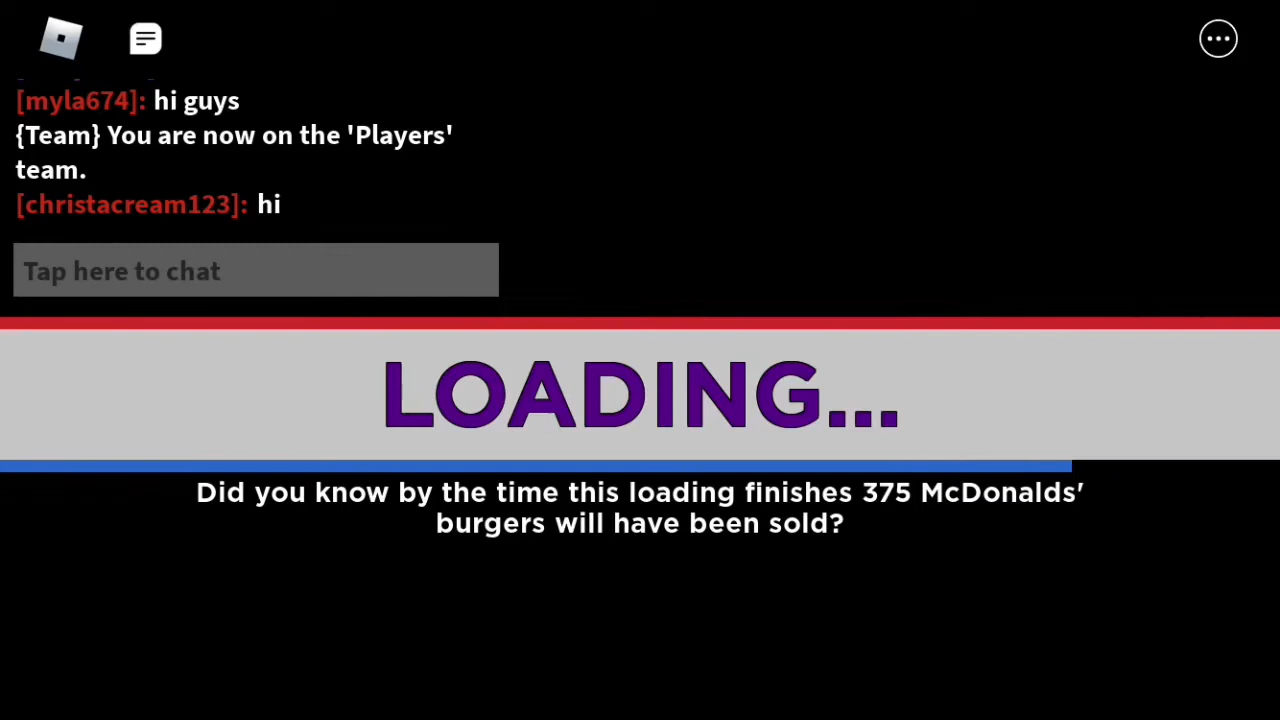 [myla674]: hi guys
{Team} You are now on the 'Players'
team.
[christacream123]: hi
Tap here to chat
LOADING...
Did you know by the time this loading finishes 375 McDonalds'
burgers will have been sold?